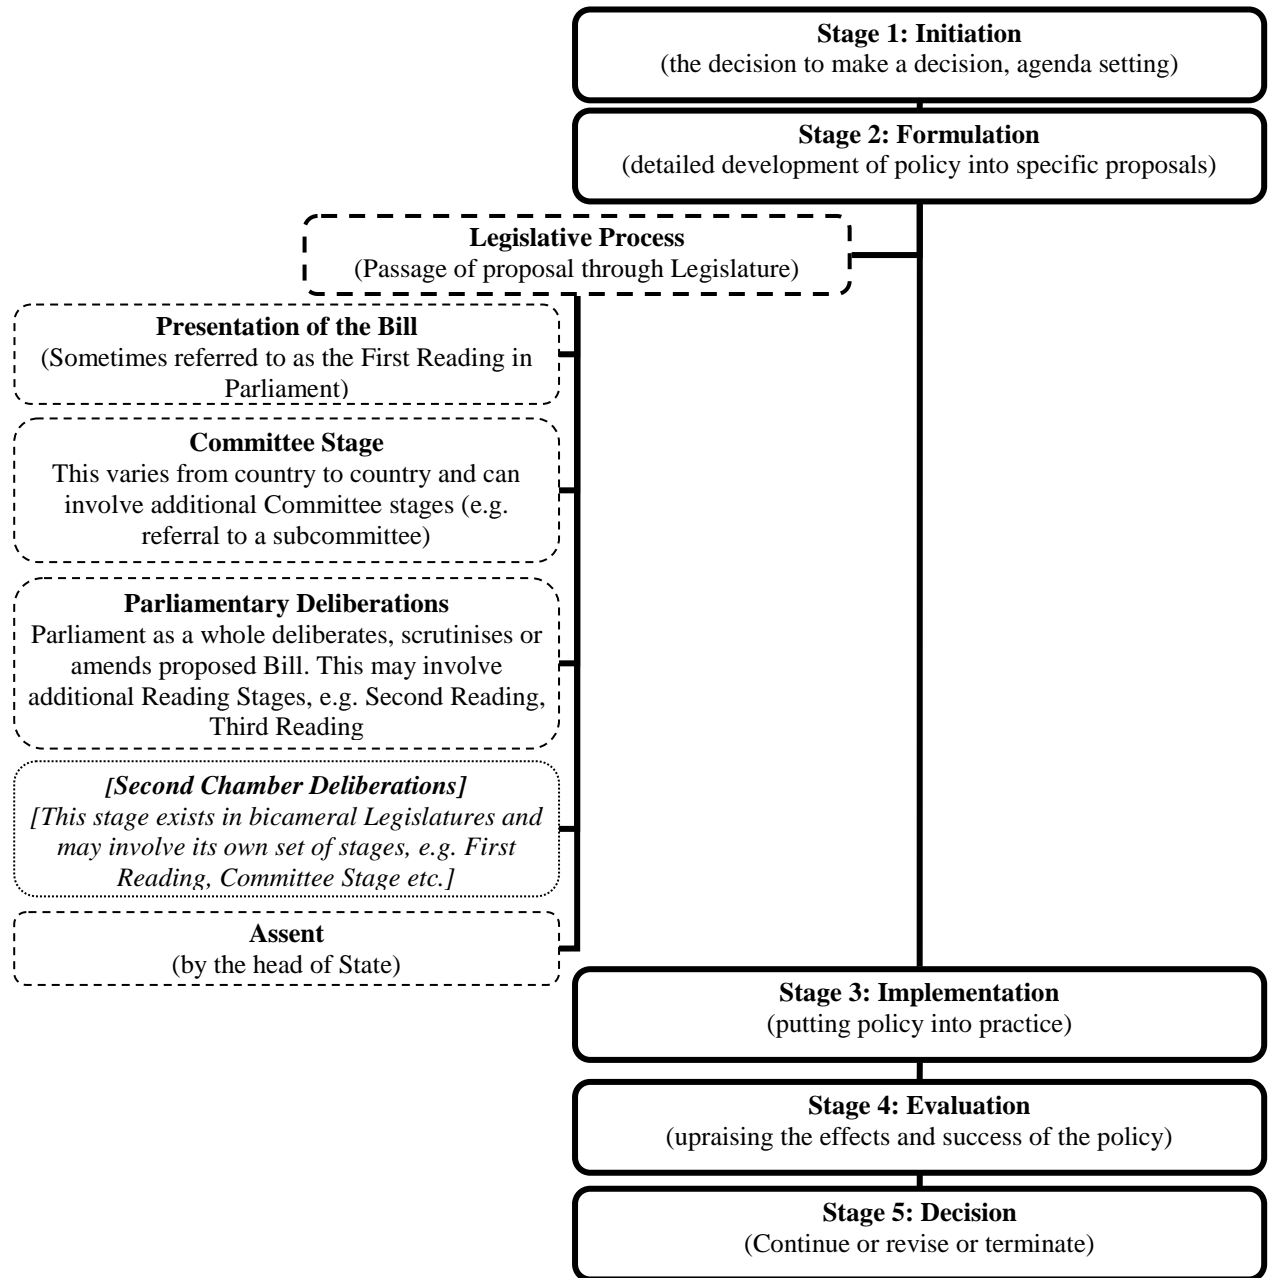 Stage 1: Initiation
(the decision to make a decision, agenda setting)
Stage 2: Formulation
(detailed development of policy into specific proposals)
Legislative Process
(Passage of proposal through Legislature)
Presentation of the Bill
(Sometimes referred to as the First Reading in
Parliament)
Committee Stage
This varies from country to country and can
involve additional Committee stages (e.g.
referral to a subcommittee)
Parliamentary Deliberations
Parliament as a whole deliberates, scrutinises or
amends proposed Bill. This may involve
additional Reading Stages, e.g. Second Reading,
Third Reading
[Second Chamber Deliberations]
[This stage exists in bicameral Legislatures and
may involve its own set of stages, e.g. First
Reading, Committee Stage etc.]
Assent
(by the head of State)
Stage 3: Implementation
(putting policy into practice)
Stage 4: Evaluation
(upraising the effects and success of the policy)
Stage 5: Decision
(Continue or revise or terminate)